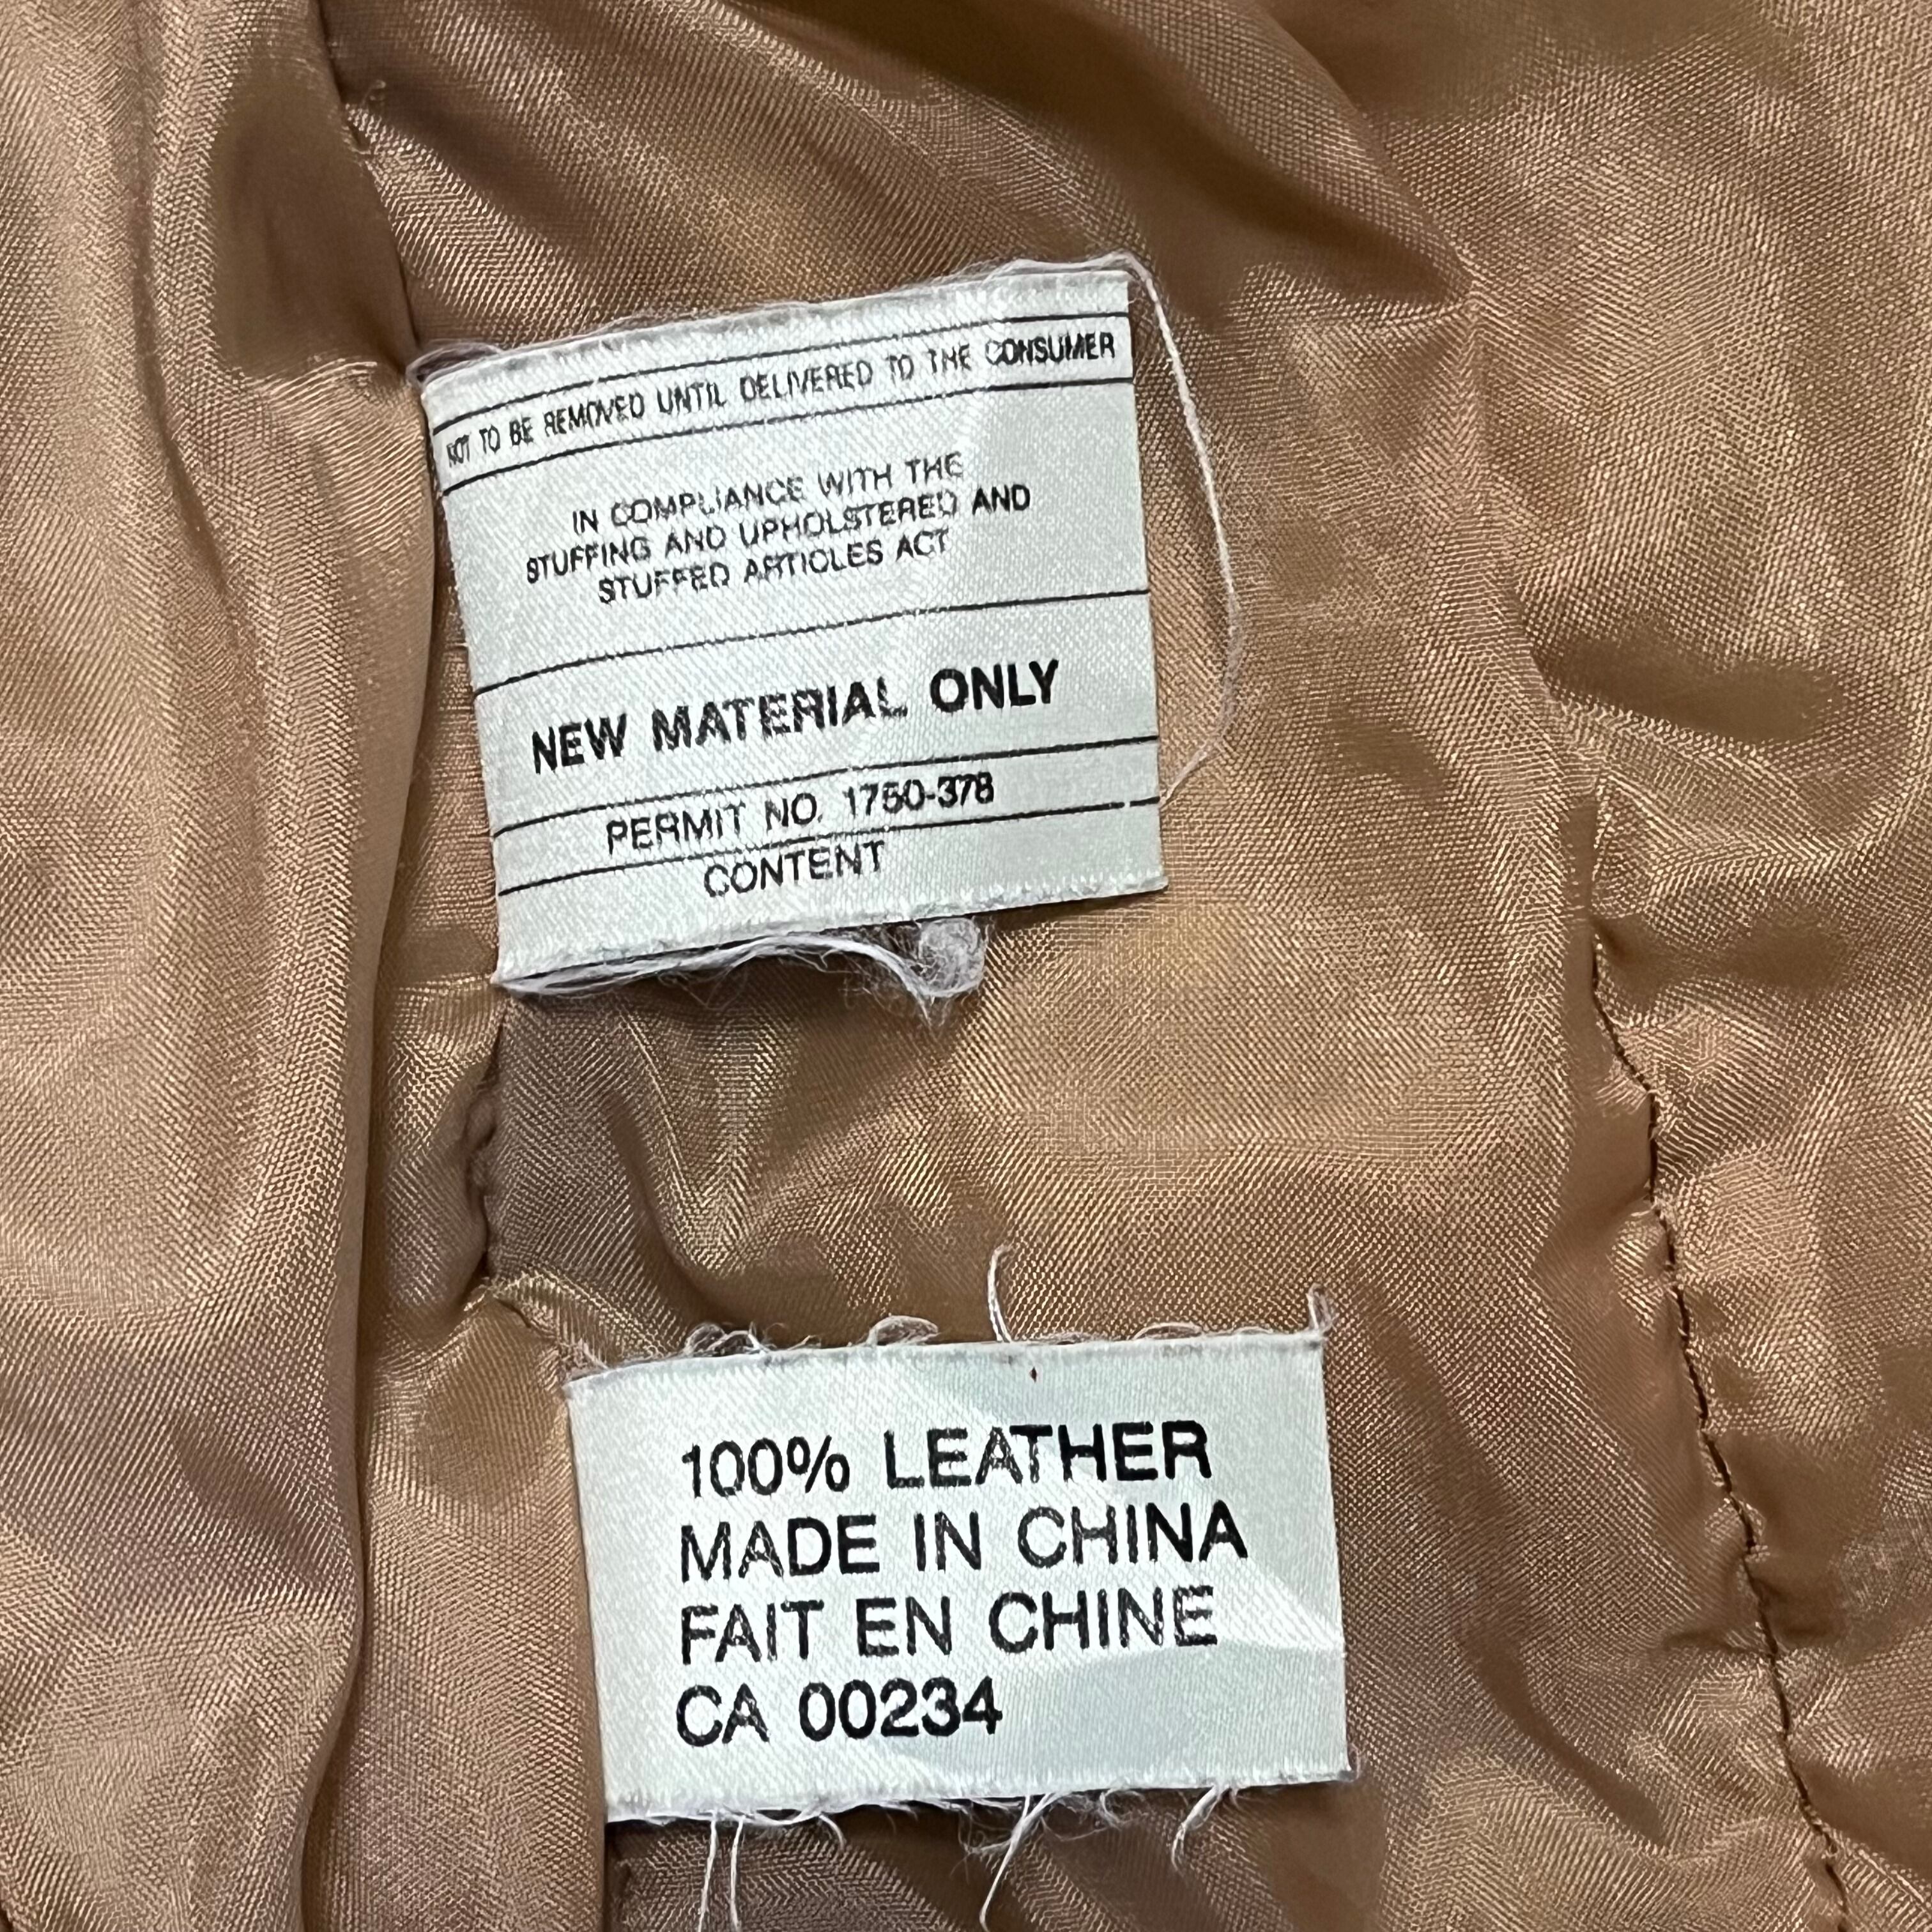 NOT TO BE REMOVED UNTIL DELIVERED TO THE CONSUMER
IN COMPLIANCE WITH THE
STUFFING AND UPHOLSTERED AND
STUFFED ARTICLES ACT
NEW MATERIAL ONLY
PERMIT NO. 1750-378
CONTENT
100% LEATHER
MADE IN CHINA
FAIT EN CHINE
CA 00234